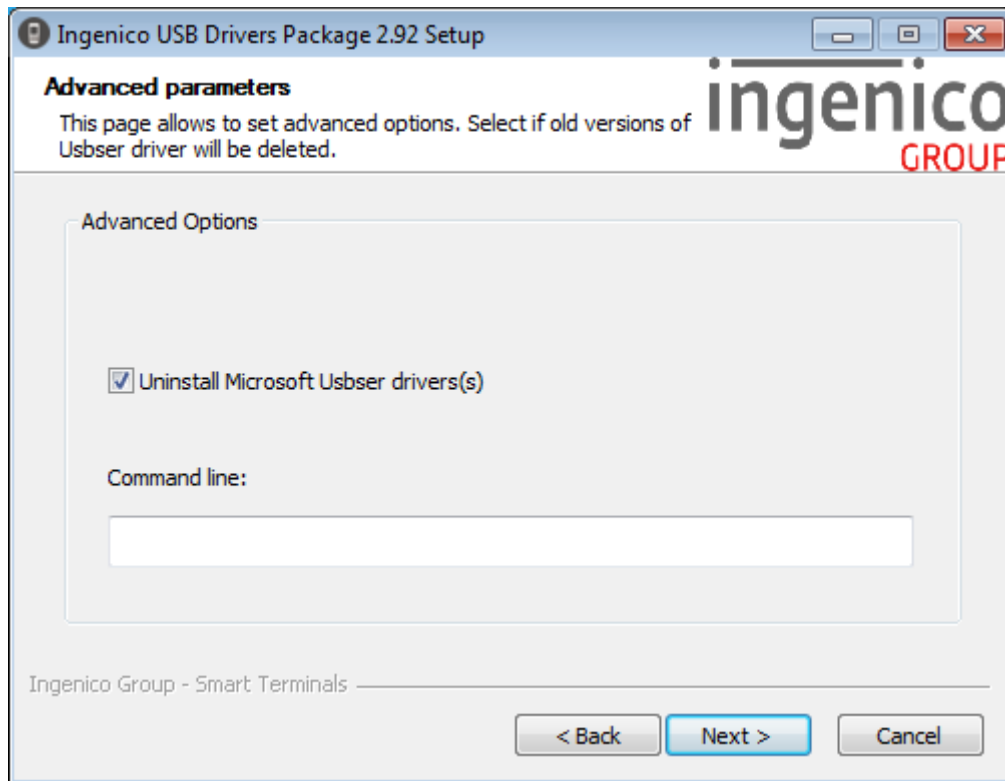 Ingenico USB Drivers Package 2.92 Setup
Advanced parameters
This page allows to set advanced options. Select if old versions of
Usbser driver will be deleted.
ingenico
GROUP
Advanced Options
Uninstall Microsoft Usbser drivers(s)
Command line:
Ingenico Group - Smart Terminals
< Back
Next >
Cancel